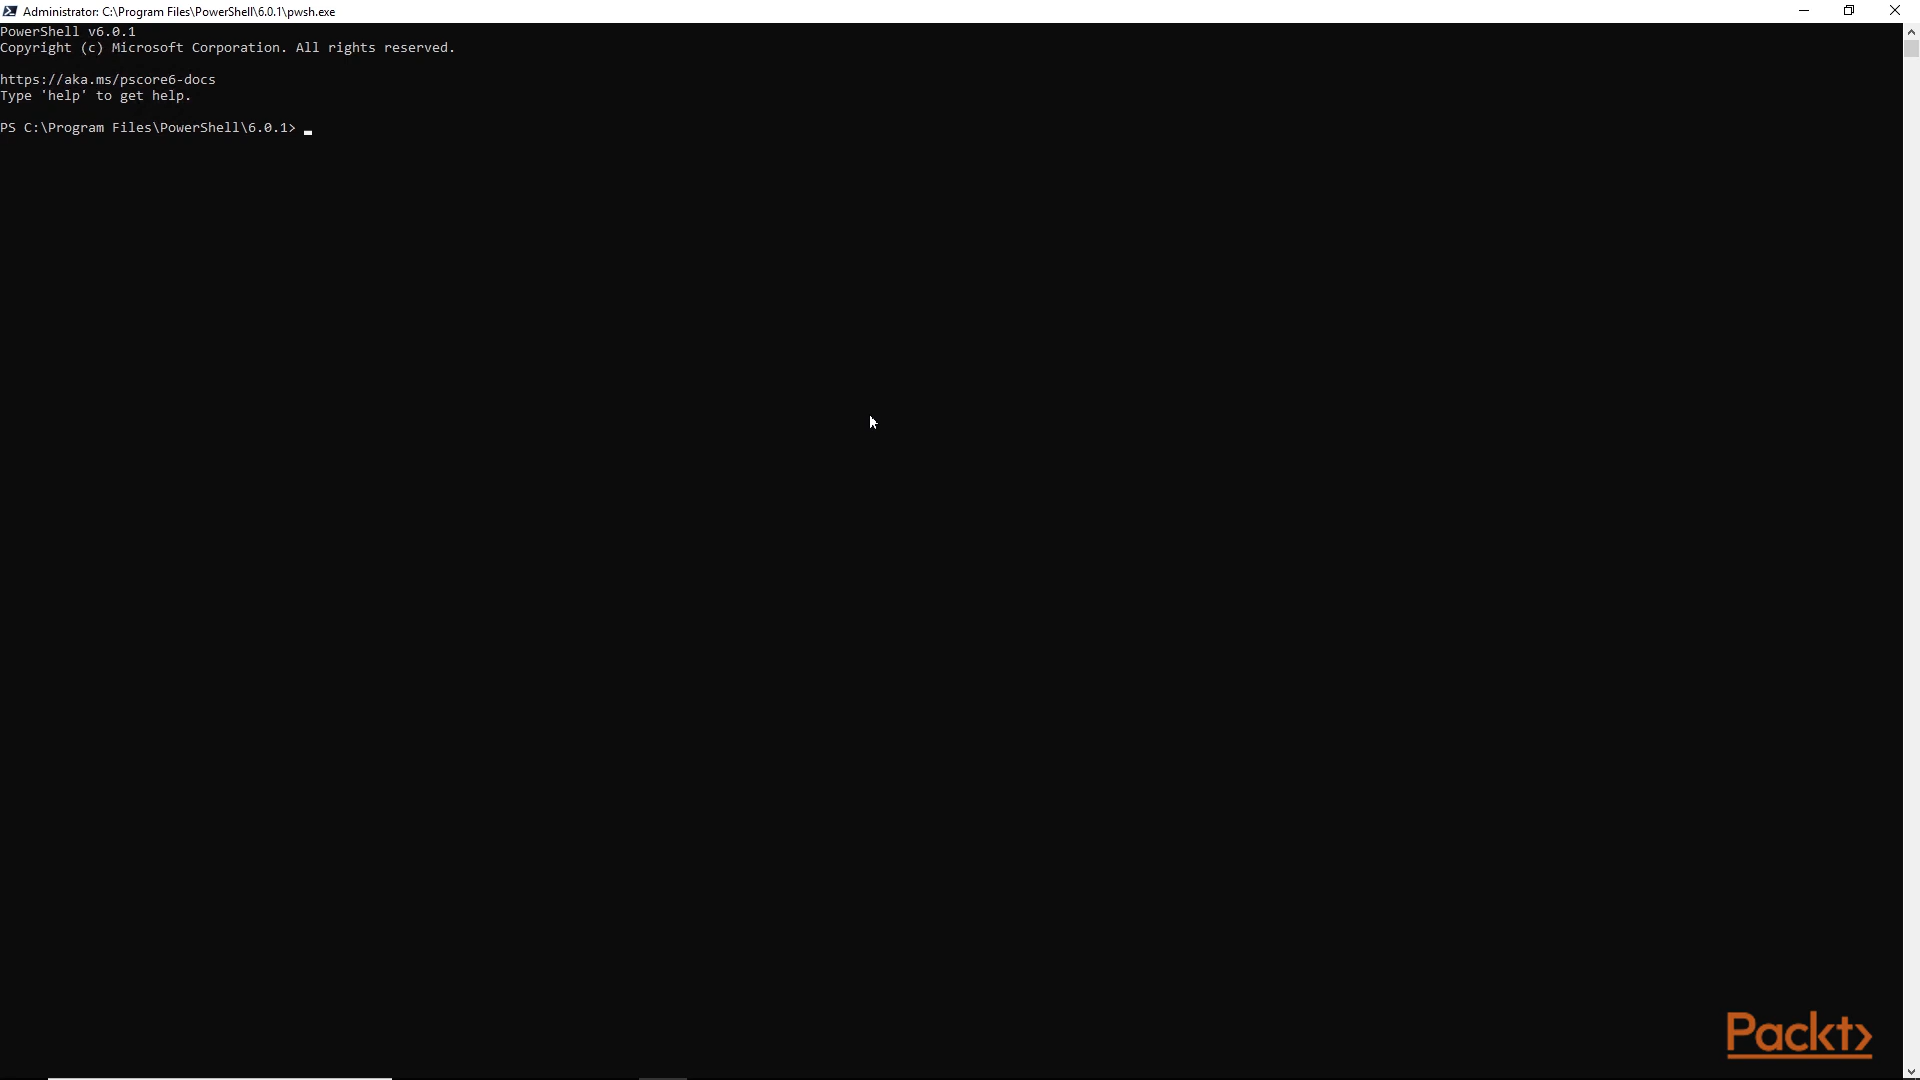 Administrator: C:\Program Files\PowerShell\6.0.1\pwsh.exe
PowerShell v6.0.1
Copyright (c) Microsoft Corporation. All rights reserved.
https://aka.ms/pscore6-docs
Type 'help' to get help.
PS C:\Program Files\PowerShell\6.0.1>
Packt>